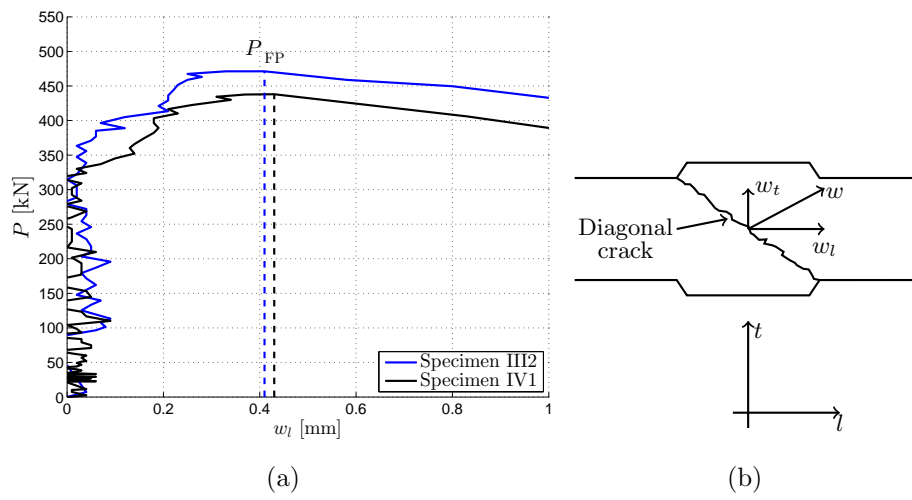 550
500
450
400
350
300
250
200
150
100
50
0
P [kN]
P_FP
Specimen III2
Specimen IV1
0 0.2 0.4 0.6 0.8 1
w_l [mm]
(a)
w_t
w
Diagonal
crack
w_l
t
l
(b)